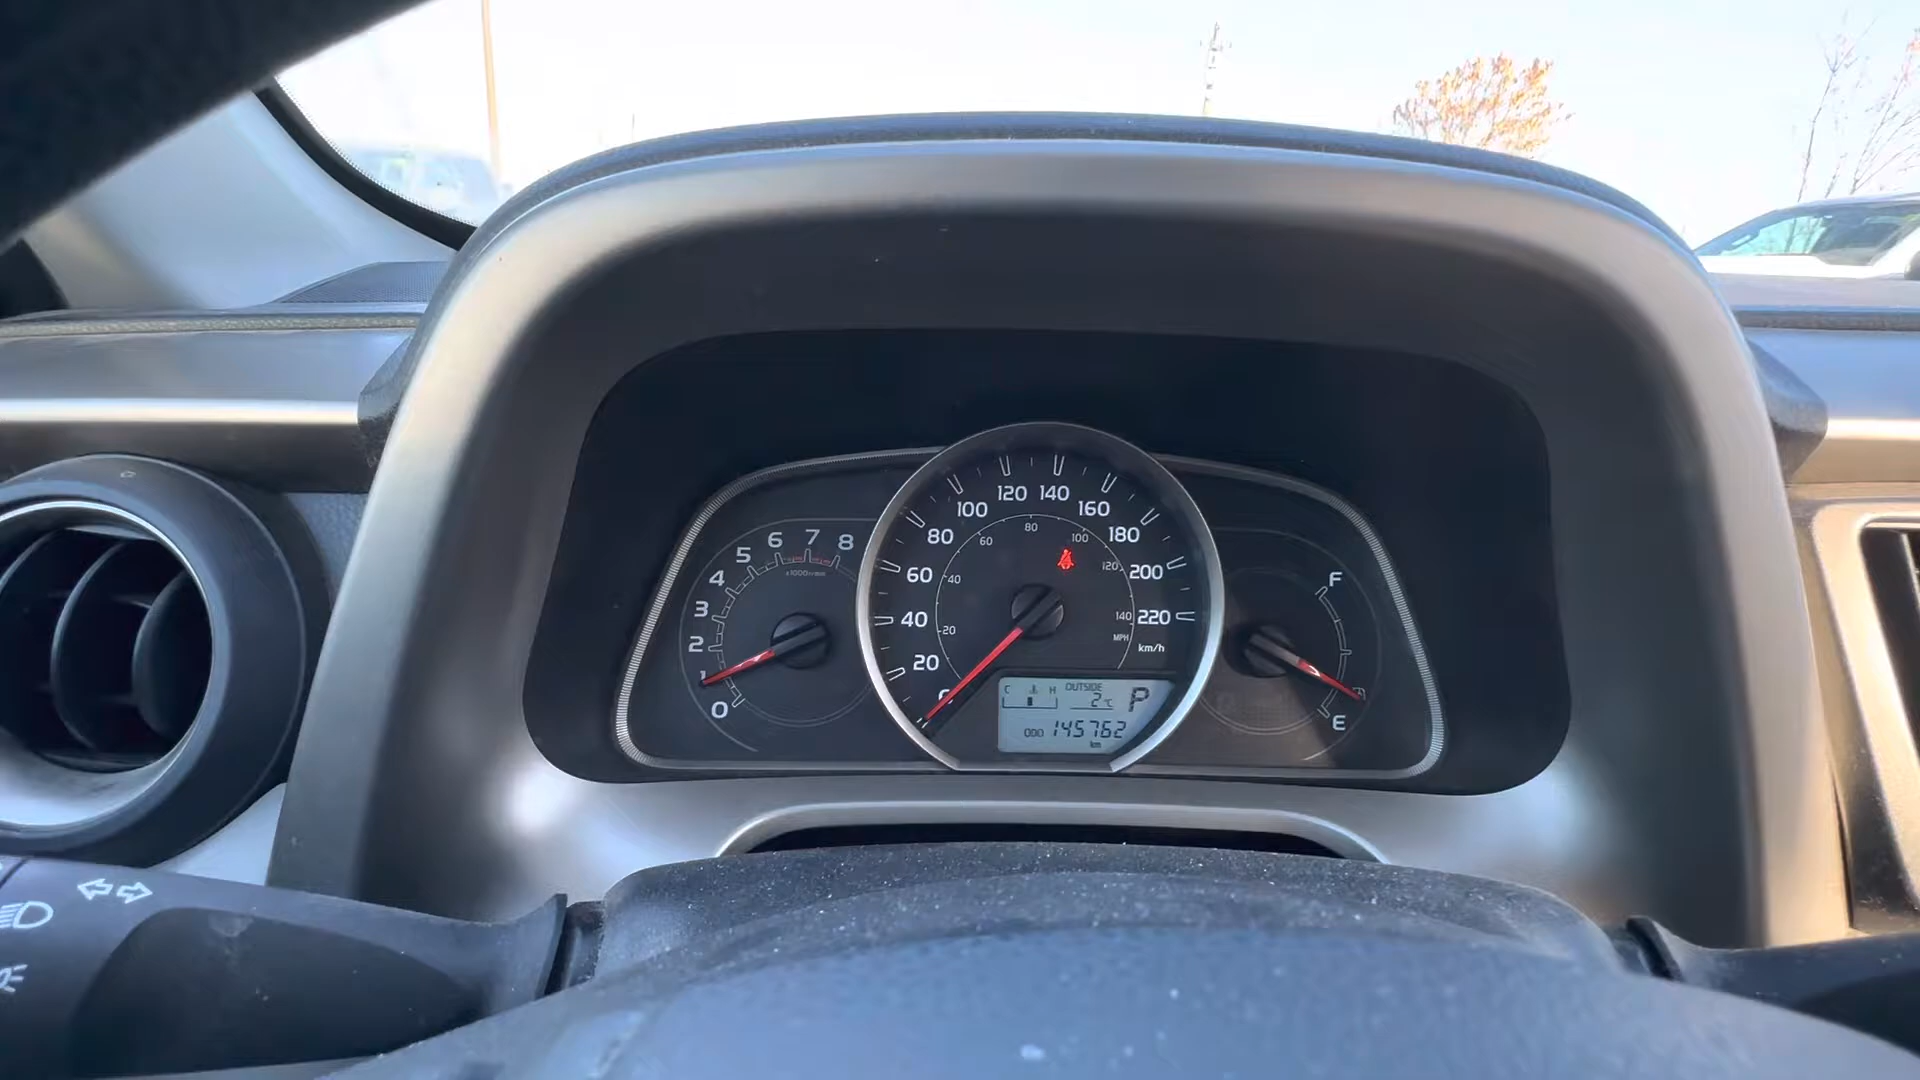 0 1 2 3 4 5 6 7 8
x1000r/min
20 40 60 80 100 120 140 160 180 200 220
km/h
20 40 60 80 100 120 140
MPH
C H OUTSIDE
2°C
P
ODO 145762
km
F
E